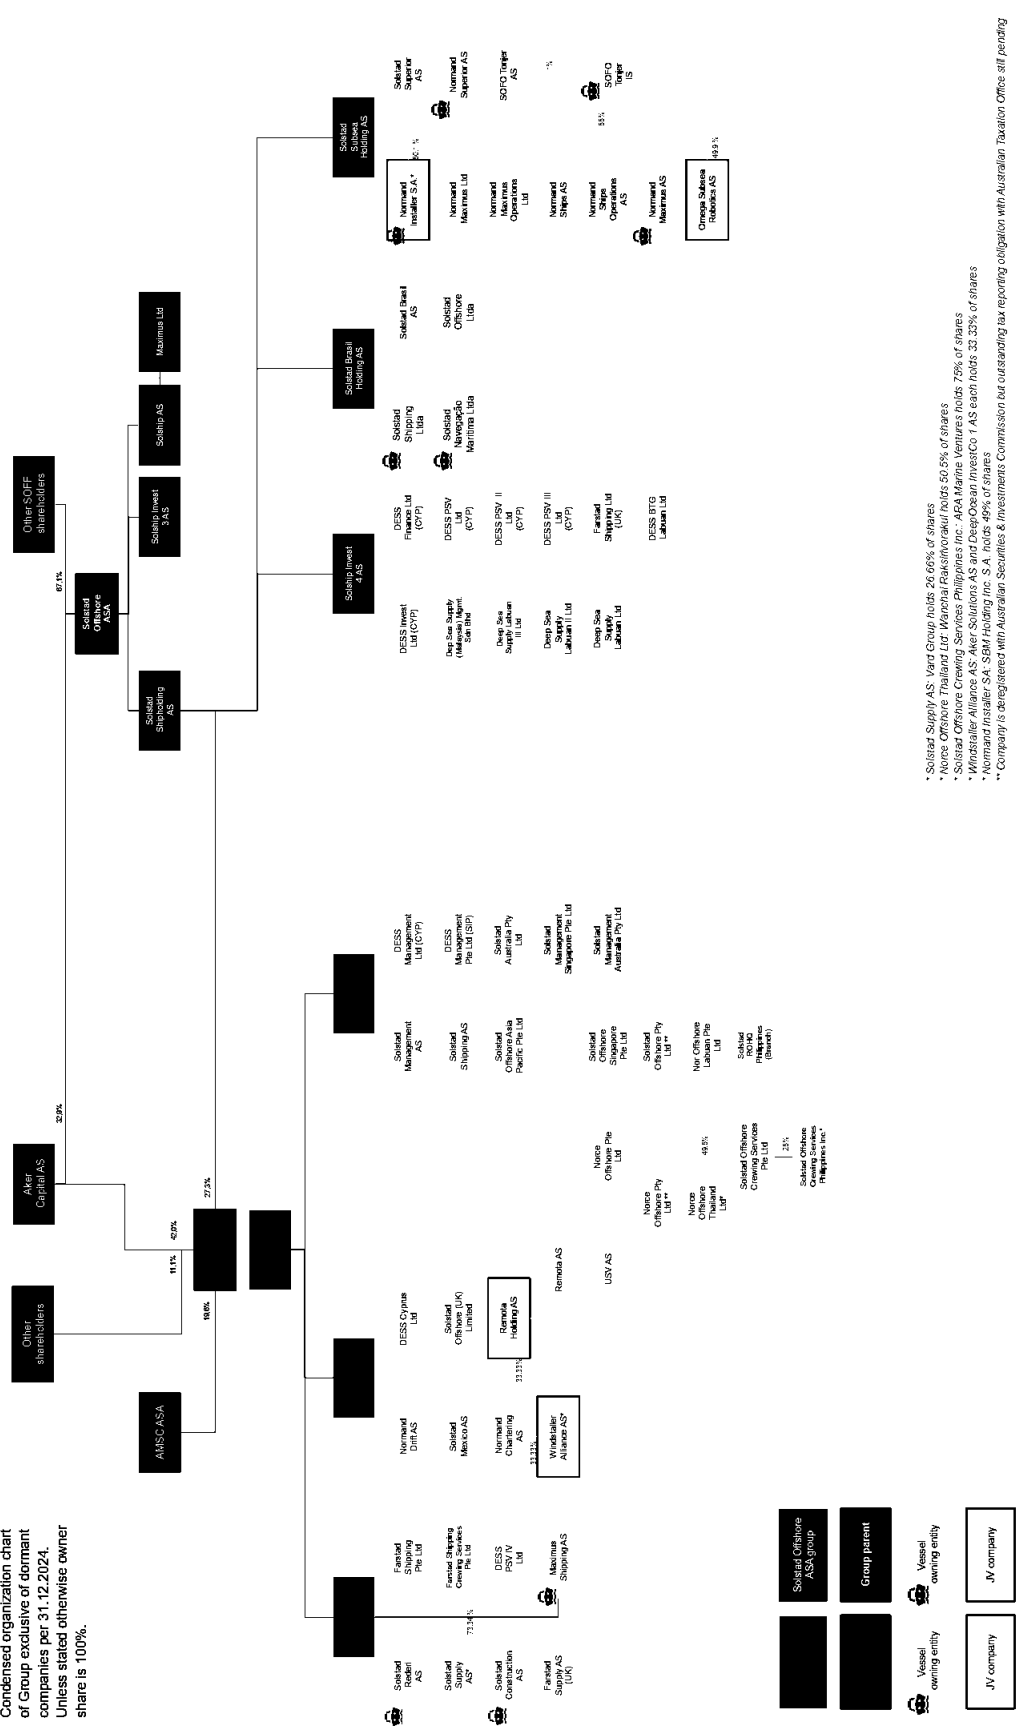 Condensed organization chart
of Group exclusive of dormant
companies per 31.12.2024.
Unless stated otherwise owner
share is 100%.
Other
shareholders
Aker
Capital AS
Other SOFF
shareholders
AMSC ASA
32,9%
67,1%
Solstad
Offshore
ASA
11,1%
42,0%
19,6%
27,3%
Solstad
Shipholding
AS
Solship Invest
3 AS
Solship AS
Maximus Ltd
Solship Invest
4 AS
Solstad Brasil
Holding AS
Solstad
Subsea
Holding AS
Solstad
Rederi
AS
Solstad
Supply
AS*
Solstad
Construction
AS
Farstad
Supply AS
(UK)
73.34 %
Farstad
Shipping
Pte Ltd
Farstad Shipping
Crewing Services
Pte Ltd
DESS
PSV IV
Ltd
Maximus
Shipping AS
Normand
Drift AS
Solstad
Mexico AS
Normand
Chartering
AS
33.33%
Windstaller
Alliance AS*
DESS Cyprus
Ltd
Solstad
Offshore (UK)
Limited
Remota
Holding AS
33.33%
Remota AS
USV AS
Norce
Offshore Pte
Ltd
Norce
Offshore Pty
Ltd **
Norce
Offshore
Thailand
Ltd*
49.5%
Solstad Offshore
Crewing Services
Pte Ltd
25%
Solstad Offshore
Crewing Services
Philippines Inc.*
Solstad
Management
AS
Solstad
Shipping AS
Solstad
Offshore Asia
Pacific Pte Ltd
Solstad
Offshore
Singapore
Pte Ltd
Solstad
Offshore Pty
Ltd **
Nor Offshore
Labuan Pte
Ltd
Solstad
ROHQ
Philippines
(Branch)
DESS
Management
Ltd (CYP)
DESS
Management
Pte Ltd (SIP)
Solstad
Australia Pty
Ltd
Solstad
Management
Singapore Pte Ltd
Solstad
Management
Australia Pty Ltd
DESS Invest
Ltd (CYP)
Deep Sea Supply
(Malaysia) Mgmt.
Sdn Bhd
Deep Sea
Supply Labuan
III Ltd
Deep Sea
Supply
Labuan II Ltd
Deep Sea
Supply
Labuan Ltd
DESS
Finance Ltd
(CYP)
DESS PSV
Ltd
(CYP)
DESS PSV II
Ltd
(CYP)
DESS PSV III
Ltd
(CYP)
Farstad
Shipping Ltd
(UK)
DESS BTG
Labuan Ltd
Solstad
Shipping
Ltda
Solstad
Navegação
Maritima Ltda
Solstad Brasil
AS
Solstad
Offshore
Ltda
Normand
Installer S.A.*
Normand
Maximus Ltd
Normand
Maximus
Operations
Ltd
Normand
Ships AS
Normand
Ships
Operations
AS
Normand
Maximus AS
Omega Subsea
Robotics AS
49.9 %
Solstad
Superior
AS
Normand
Superior AS
SOFO Tonjer
AS
SOFO
Tonjer
IS
* Solstad Supply AS: Vard Group holds 26.66% of shares
* Norce Offshore Thailand Ltd: Wanchai Raksirivorakul holds 50.5% of shares
* Solstad Offshore Crewing Services Philippines Inc.: ARA Marine Ventures holds 75% of shares
* Windstaller Alliance AS: Aker Solutions AS and DeepOcean InvestCo 1 AS each holds 33.33% of shares
* Normand Installer SA: SBM Holding Inc. S.A. holds 49% of shares
** Company is deregistered with Australian Securities & Investments Commission but outstanding tax reporting obligation with Australian Taxation Office still pending
Solstad Offshore
ASA group
Group parent
Vessel
owning entity
Vessel
owning entity
JV company
JV company